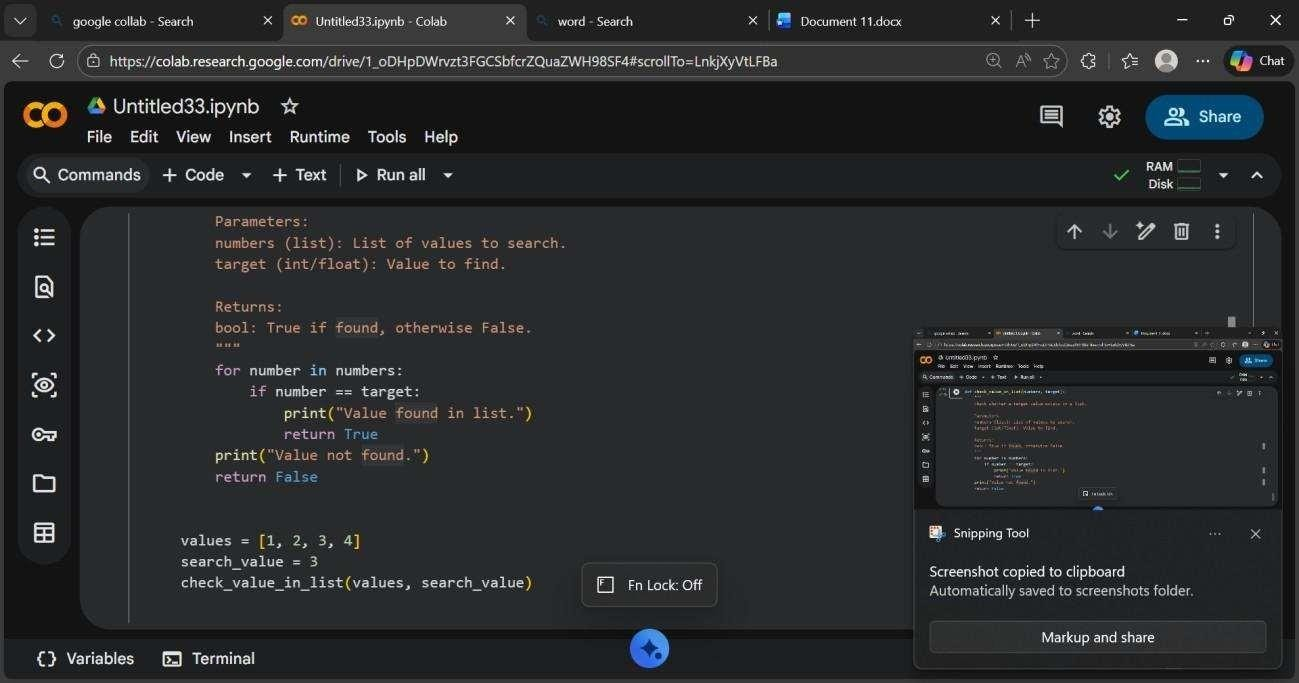 google collab - Search
Untitled33.ipynb - Colab
word - Search
Document 11.docx
https://colab.research.google.com/drive/1_oDHpDWrvzt3FGCSbfcrZQuaZWH98SF4#scrollTo=LnkjXyVtLFBa
Chat
Untitled33.ipynb
File Edit View Insert Runtime Tools Help
Share
Commands + Code + Text Run all
RAM
Disk
Parameters:
numbers (list): List of values to search.
target (int/float): Value to find.
Returns:
bool: True if found, otherwise False.
"""
for number in numbers:
if number == target:
print("Value found in list.")
return True
print("Value not found.")
return False
values = [1, 2, 3, 4]
search_value = 3
check_value_in_list(values, search_value)
Fn Lock: Off
Snipping Tool
Screenshot copied to clipboard
Automatically saved to screenshots folder.
Markup and share
{} Variables Terminal